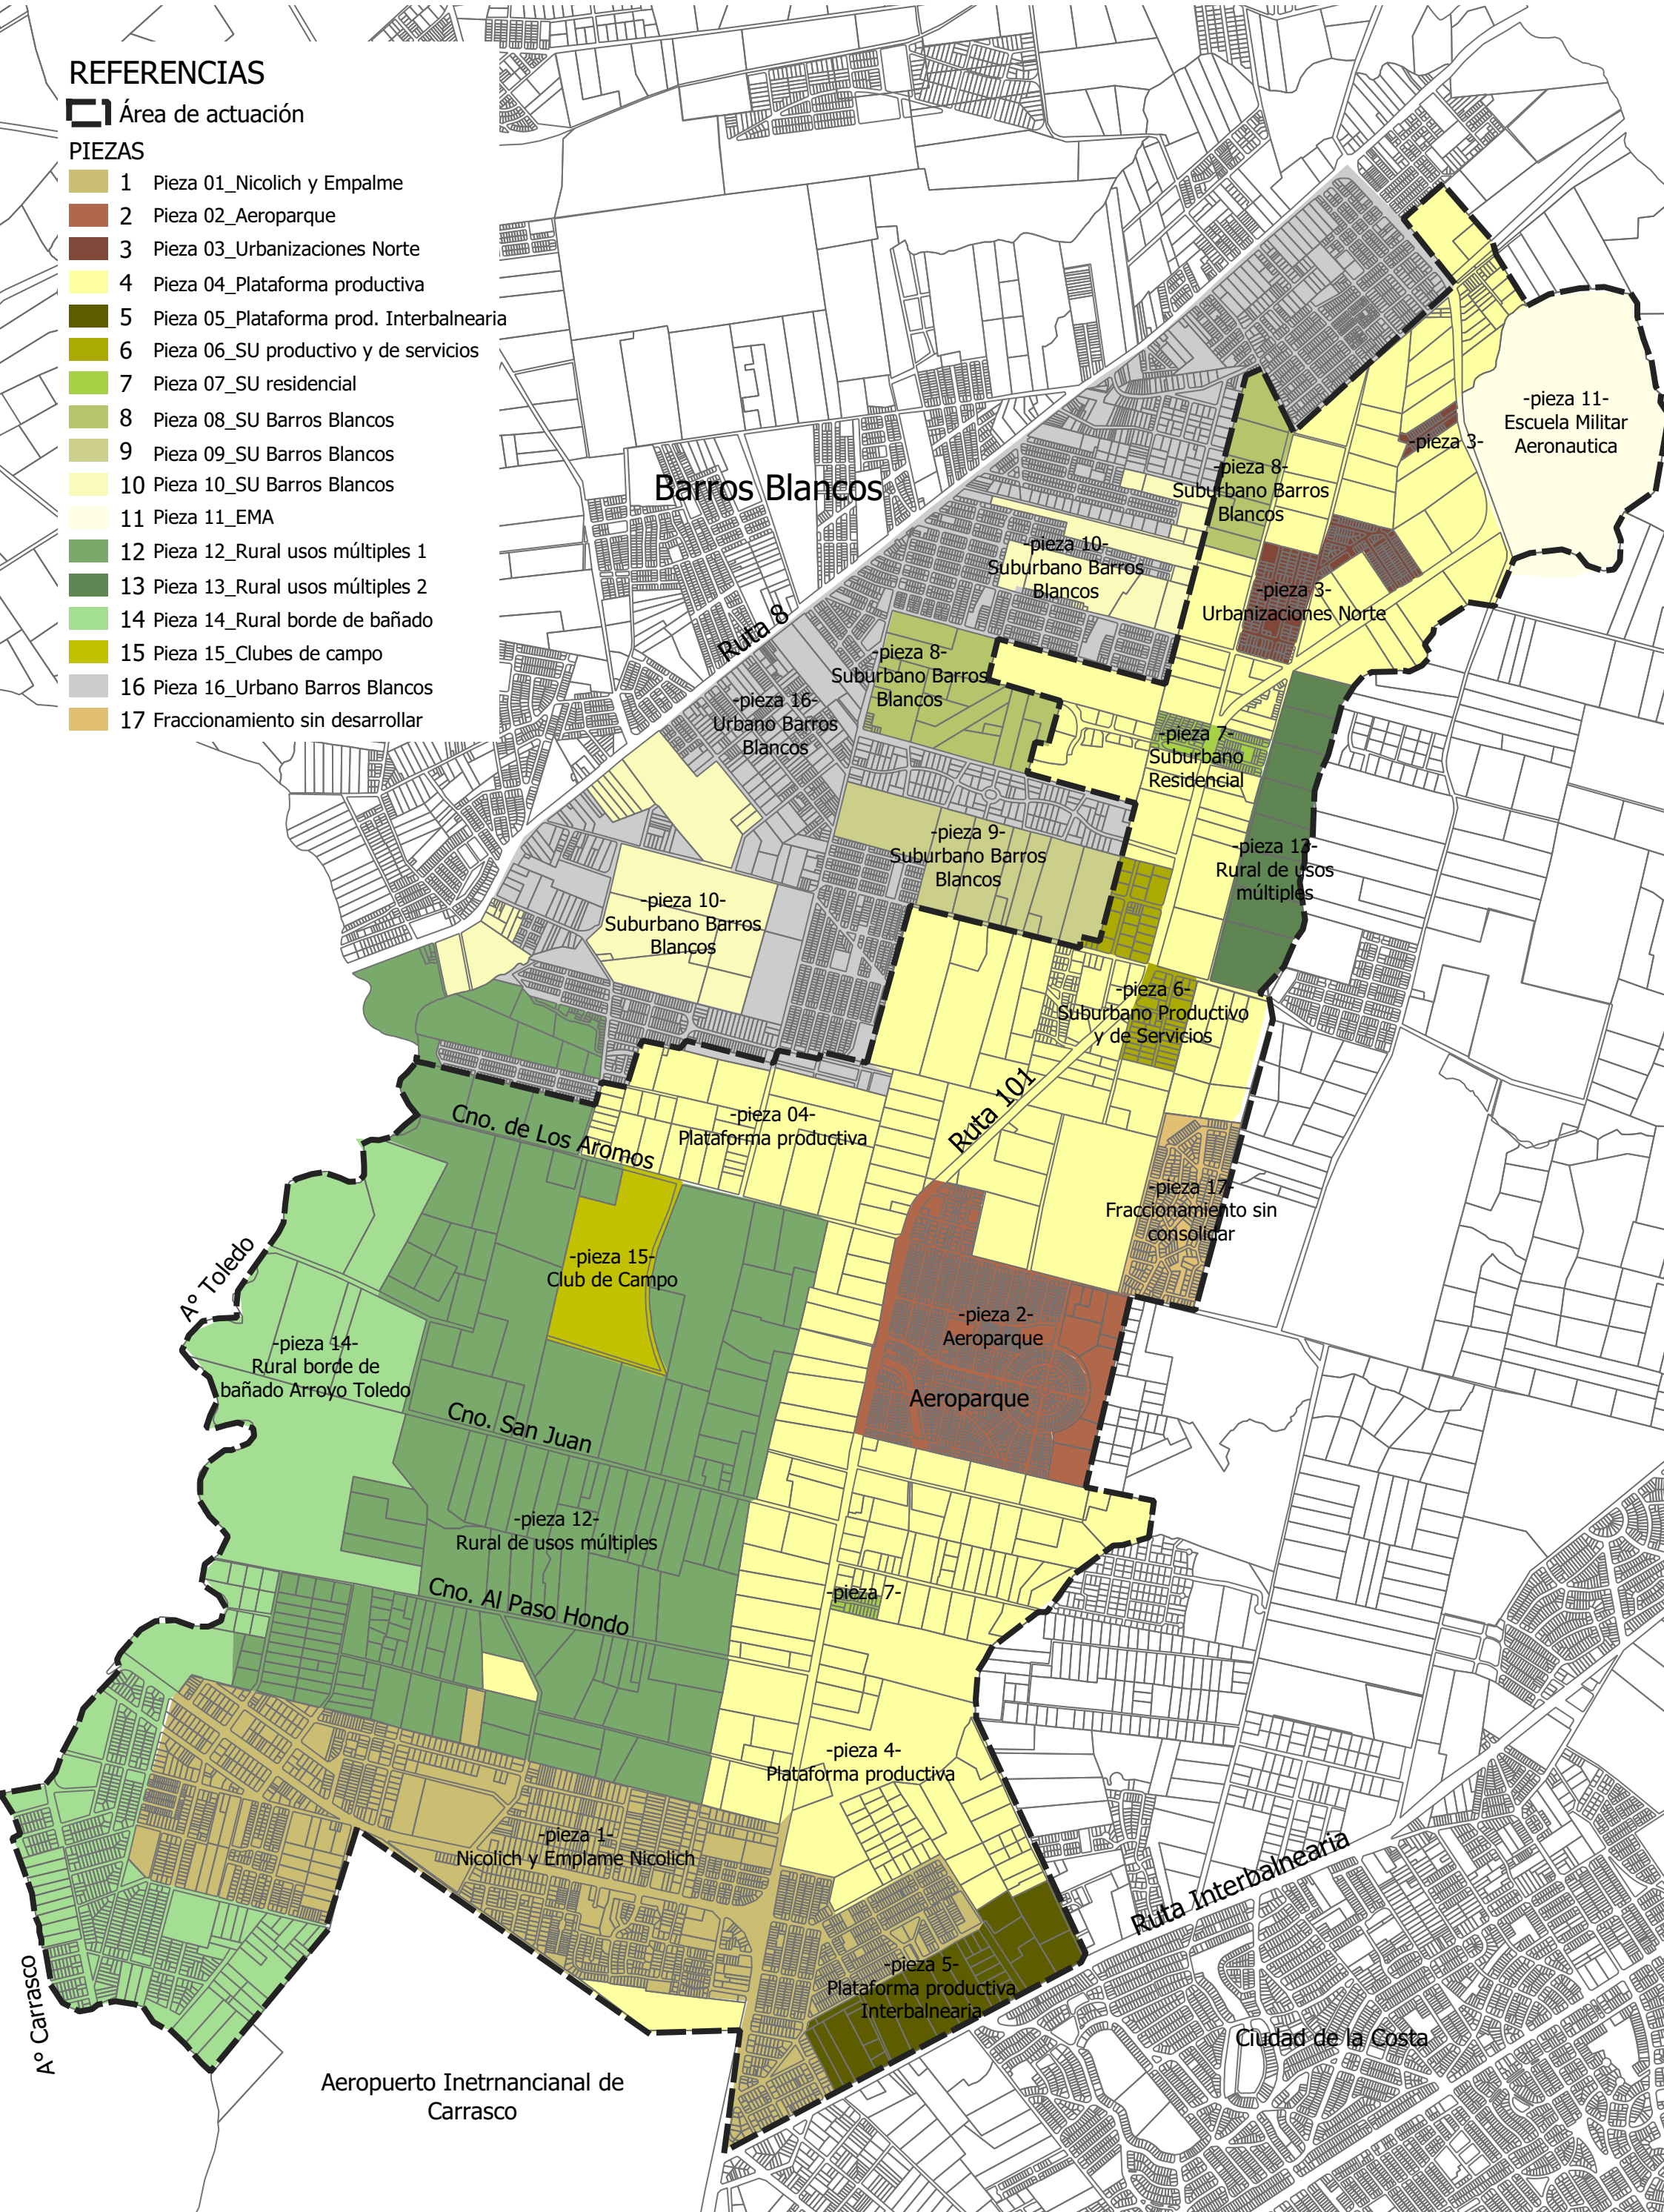 REFERENCIAS
Área de actuación
PIEZAS
1 Pieza 01_Nicolich y Empalme
2 Pieza 02_Aeroparque
3 Pieza 03_Urbanizaciones Norte
4 Pieza 04_Plataforma productiva
5 Pieza 05_Plataforma prod. Interbalnearia
6 Pieza 06_SU productivo y de servicios
7 Pieza 07_SU residencial
8 Pieza 08_SU Barros Blancos
9 Pieza 09_SU Barros Blancos
10 Pieza 10_SU Barros Blancos
11 Pieza 11_EMA
12 Pieza 12_Rural usos múltiples 1
13 Pieza 13_Rural usos múltiples 2
14 Pieza 14_Rural borde de bañado
15 Pieza 15_Clubes de campo
16 Pieza 16_Urbano Barros Blancos
17 Fraccionamiento sin desarrollar
-pieza 11-
Escuela Militar
Aeronautica
-pieza 3-
Barros Blancos
-pieza 8-
Suburbano Barros
Blancos
-pieza 10-
Suburbano Barros
Blancos
-pieza 3-
Urbanizaciones Norte
Ruta 8
-pieza 8-
Suburbano Barros
Blancos
-pieza 16-
Urbano Barros
Blancos
-pieza 7-
Suburbano
Residencial
-pieza 9-
Suburbano Barros
Blancos
-pieza 13-
Rural de usos
múltiples
-pieza 10-
Suburbano Barros
Blancos
-pieza 6-
Suburbano Productivo
y de Servicios
Ruta 101
-pieza 04-
Plataforma productiva
Cno. de Los Aromos
-pieza 17-
Fraccionamiento sin
consolidar
-pieza 15-
Club de Campo
Aº Toledo
-pieza 14-
Rural borde de
bañado Arroyo Toledo
-pieza 2-
Aeroparque
Aeroparque
Cno. San Juan
-pieza 12-
Rural de usos múltiples
Cno. Al Paso Hondo
-pieza 7-
-pieza 4-
Plataforma productiva
-pieza 1-
Nicolich y Emplame Nicolich
Ruta Interbalnearia
-pieza 5-
Plataforma productiva
Interbalnearia
Aº Carrasco
Ciudad de la Costa
Aeropuerto Inetrnancianal de
Carrasco